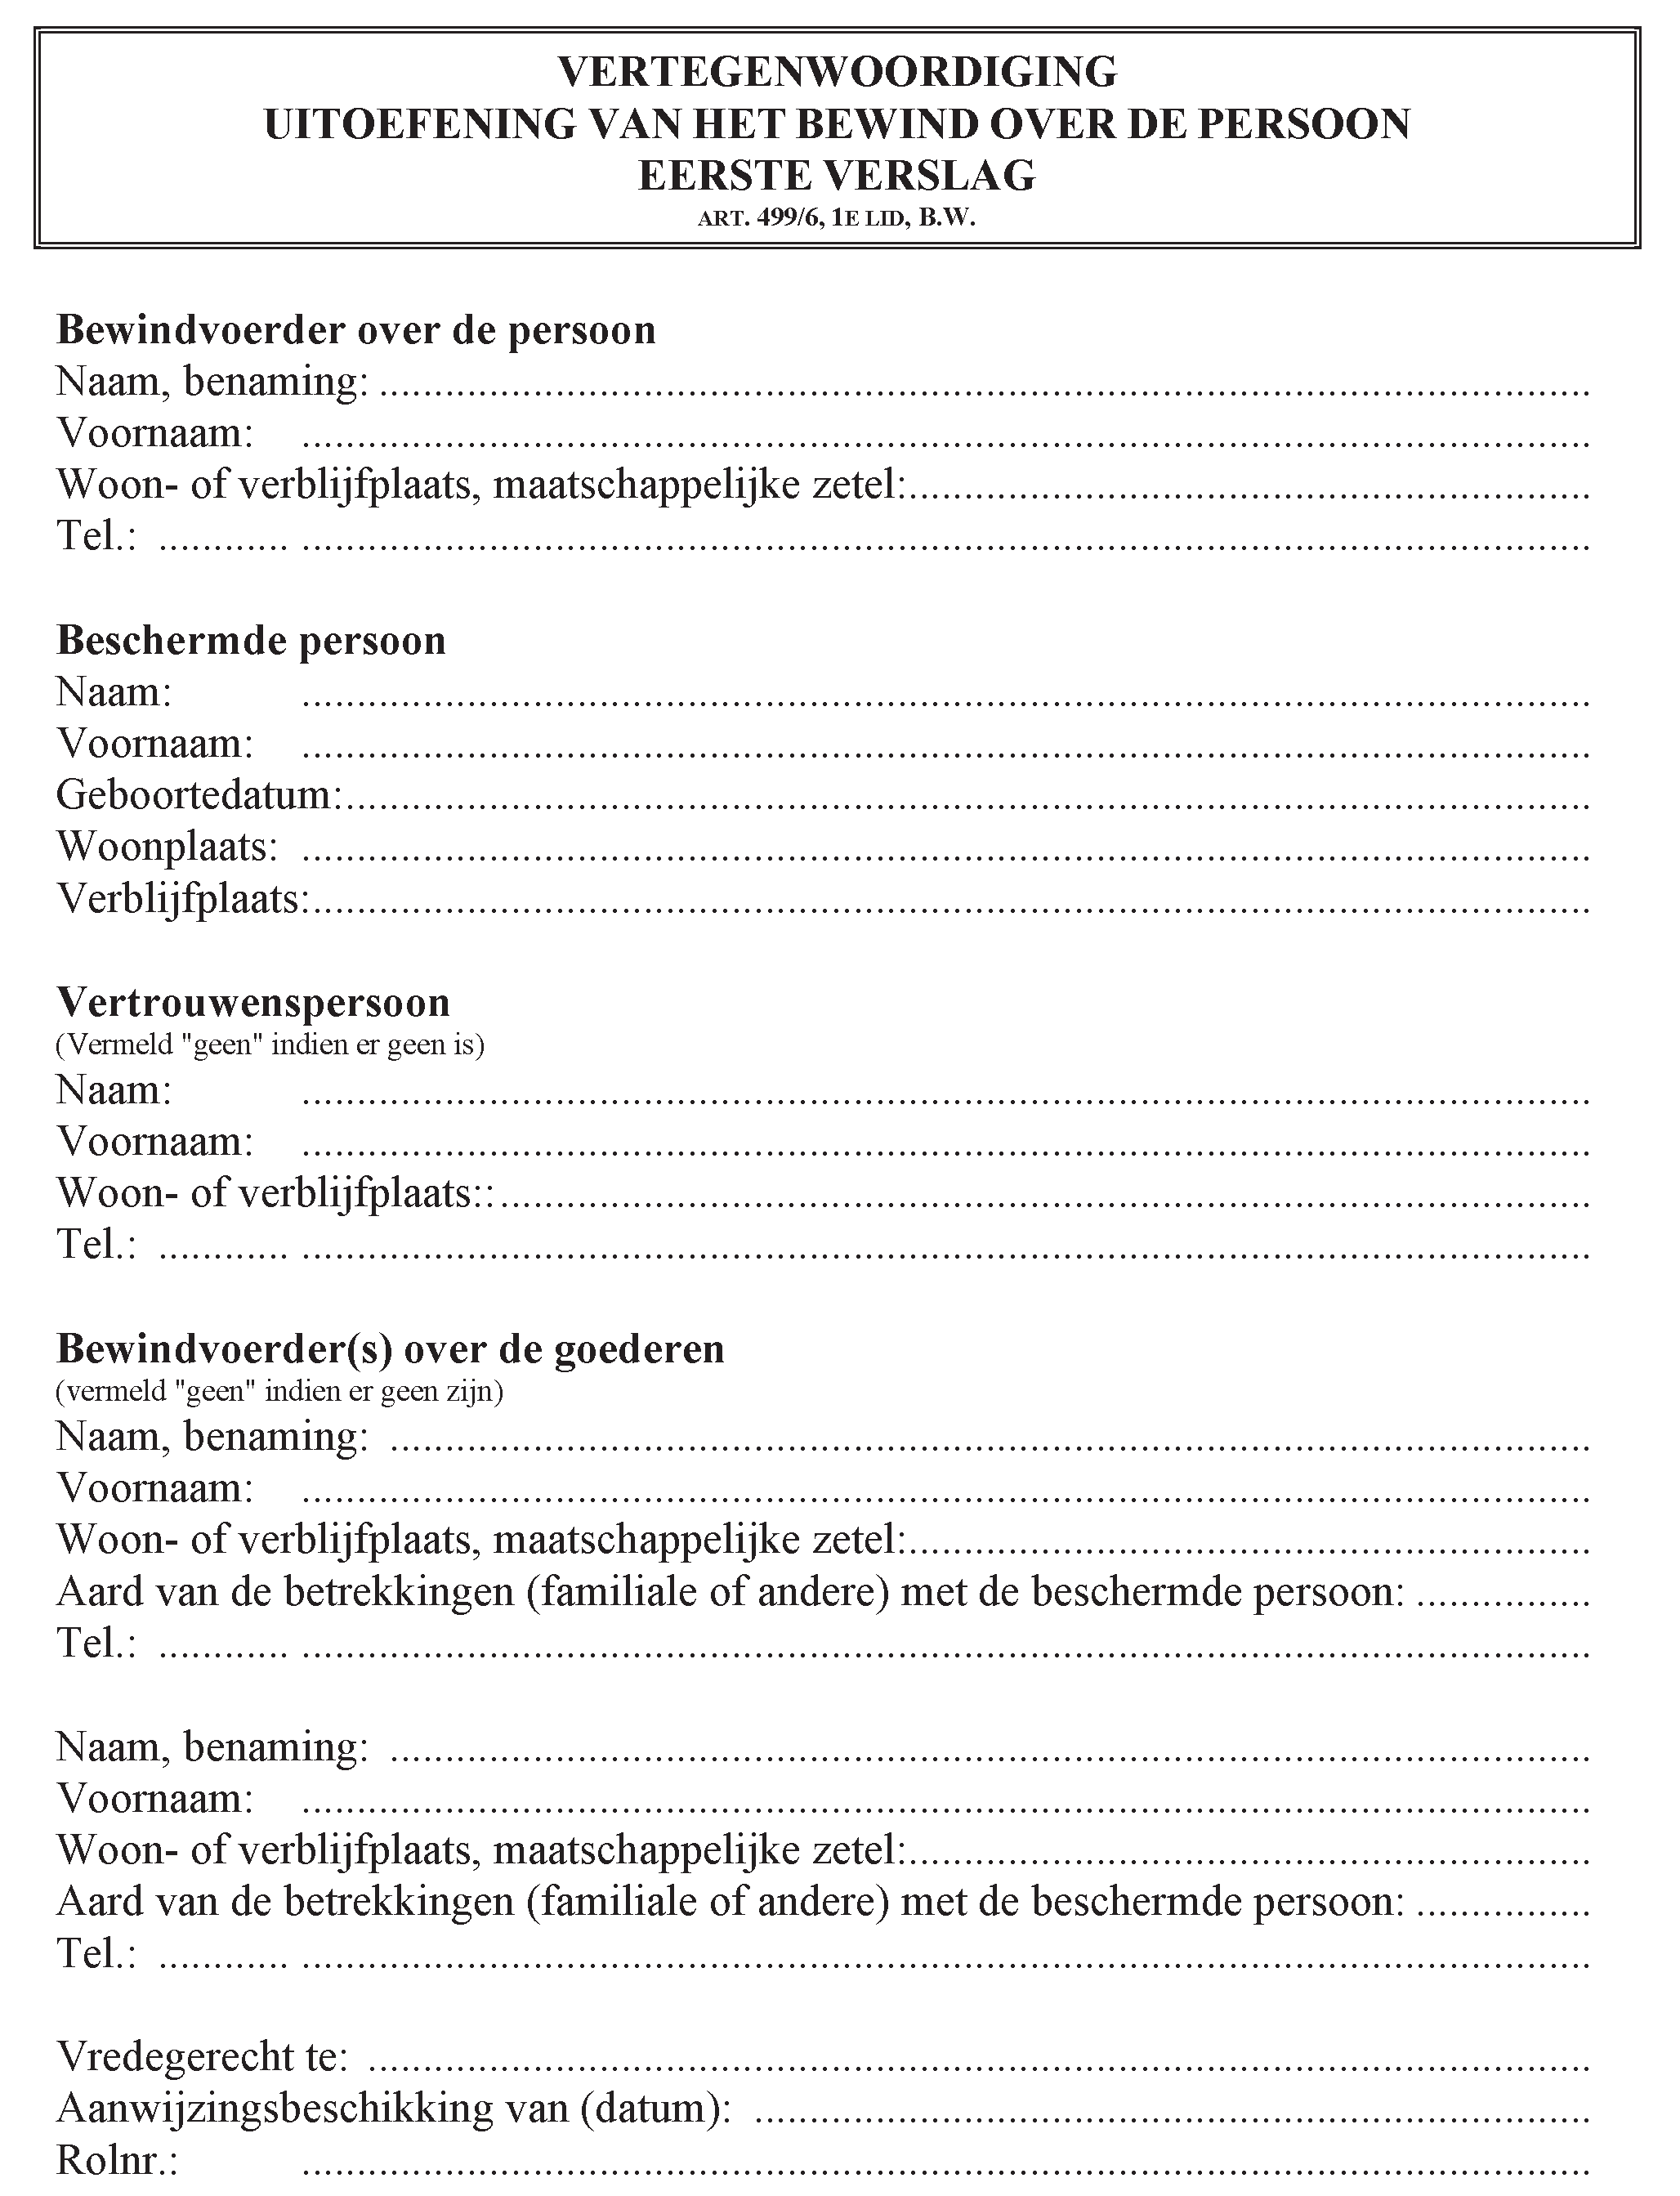 VERTEGENWOORDIGING
UITOEFENING VAN HET BEWIND OVER DE PERSOON
EERSTE VERSLAG
ART. 499/6, 1E LID, B.W.
Bewindvoerder over de persoon
Naam, benaming: ................................................................
Voornaam: ................................................................
Woon- of verblijfplaats, maatschappelijke zetel:................................................................
Tel.: ............ ................................................................
Beschermde persoon
Naam: ................................................................
Voornaam: ................................................................
Geboortedatum:................................................................
Woonplaats: ................................................................
Verblijfplaats:................................................................
Vertrouwenspersoon
(Vermeld "geen" indien er geen is)
Naam: ................................................................
Voornaam: ................................................................
Woon- of verblijfplaats::................................................................
Tel.: ............ ................................................................
Bewindvoerder(s) over de goederen
(vermeld "geen" indien er geen zijn)
Naam, benaming: ................................................................
Voornaam: ................................................................
Woon- of verblijfplaats, maatschappelijke zetel:................................................................
Aard van de betrekkingen (familiale of andere) met de beschermde persoon: ................
Tel.: ............ ................................................................
Naam, benaming: ................................................................
Voornaam: ................................................................
Woon- of verblijfplaats, maatschappelijke zetel:................................................................
Aard van de betrekkingen (familiale of andere) met de beschermde persoon: ................
Tel.: ............ ................................................................
Vredegerecht te: ................................................................
Aanwijzingsbeschikking van (datum): ................................................................
Rolnr.: ................................................................